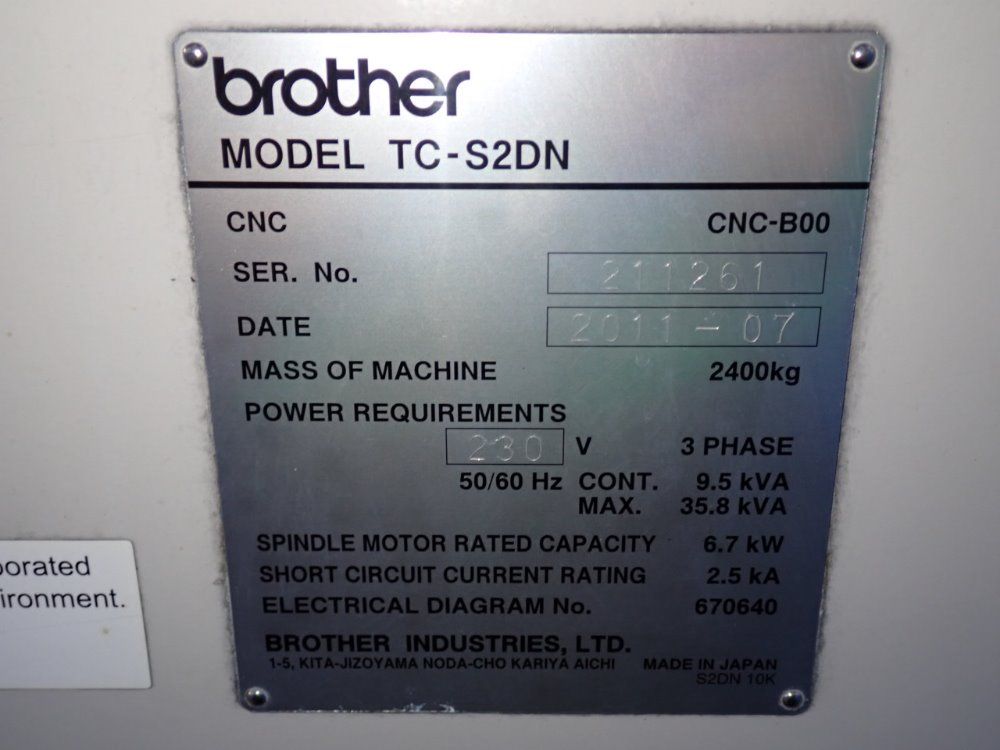 brother
MODEL TC-S2DN
CNC CNC-B00
SER. No. 211261
DATE 2011-07
MASS OF MACHINE 2400kg
POWER REQUIREMENTS
230 V 3 PHASE
50/60 Hz CONT. 9.5 kVA
MAX. 35.8 kVA
SPINDLE MOTOR RATED CAPACITY 6.7 kW
SHORT CIRCUIT CURRENT RATING 2.5 kA
ELECTRICAL DIAGRAM No. 670640
BROTHER INDUSTRIES, LTD.
1-5, KITA-JIZOYAMA NODA-CHO KARIYA AICHI MADE IN JAPAN
S2DN 10K
porated
ironment.